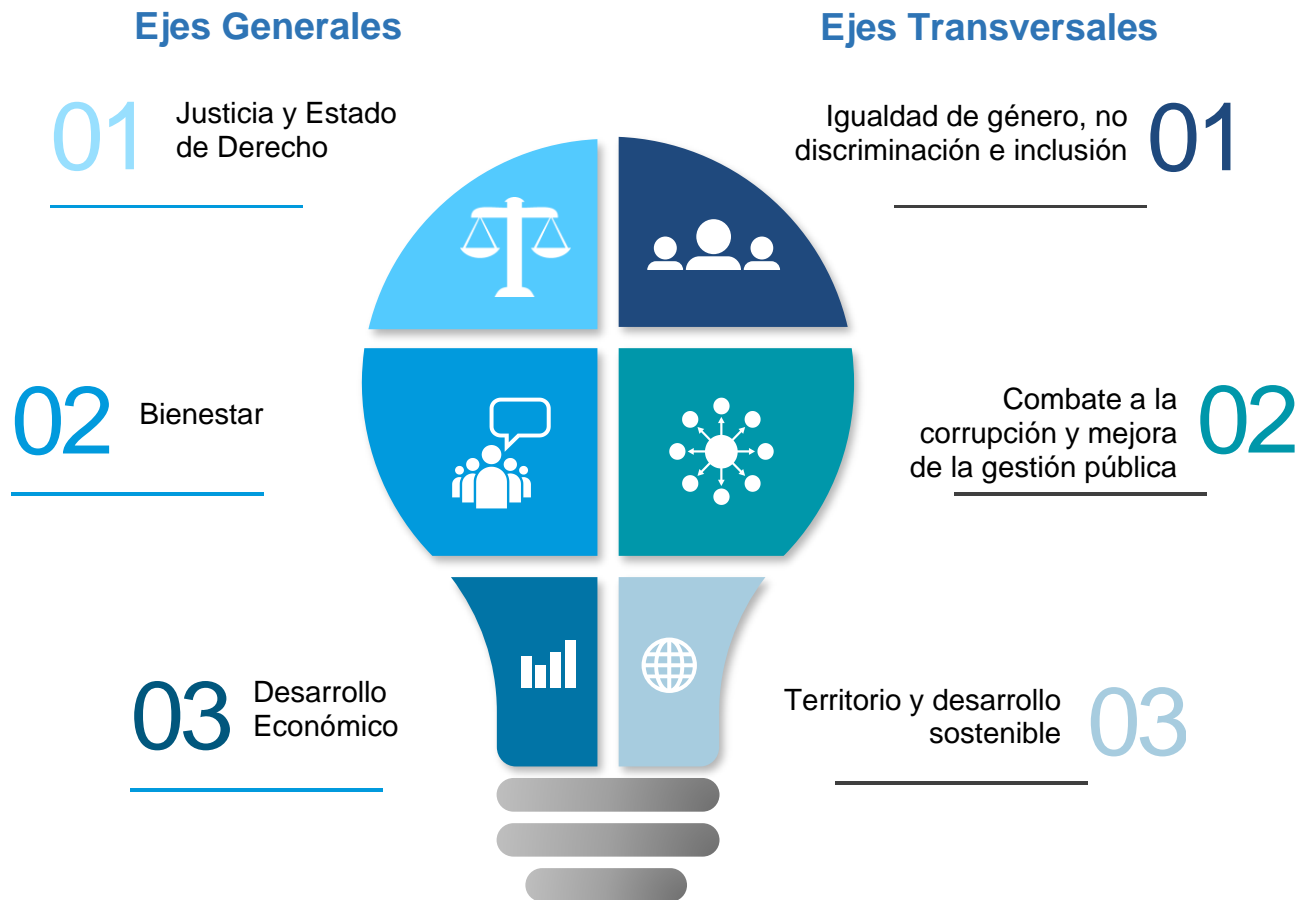 Ejes Generales
Ejes Transversales
01
Justicia y Estado
de Derecho
Igualdad de género, no
discriminación e inclusión
01
02
Bienestar
Combate a la
corrupción y mejora
de la gestión pública
02
03
Desarrollo
Económico
Territorio y desarrollo
sostenible
03